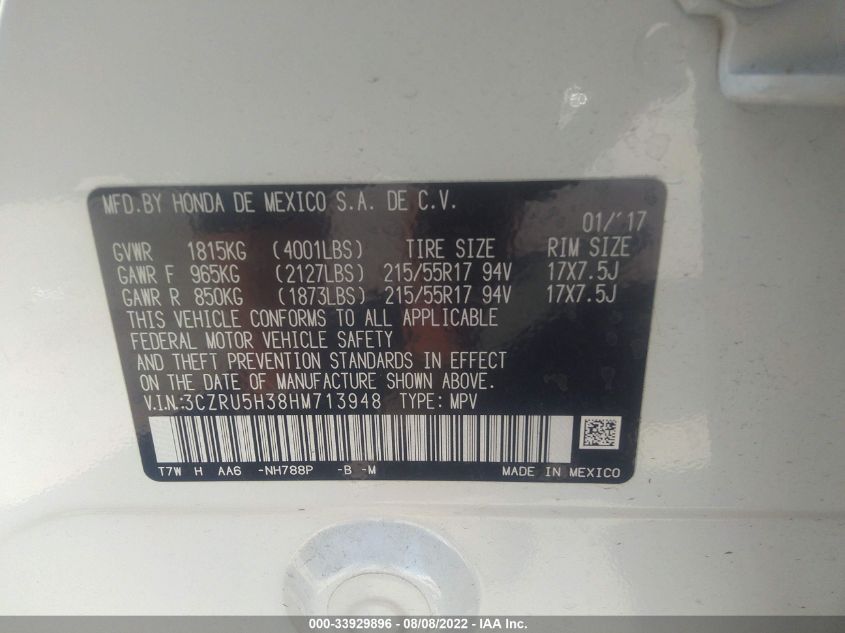 MFD.BY HONDA DE MEXICO S.A. DE C.V.
01/'17
GVWR 1815KG (4001LBS) TIRE SIZE RIM SIZE
GAWR F 965KG (2127LBS) 215/55R17 94V 17X7.5J
GAWR R 850KG (1873LBS) 215/55R17 94V 17X7.5J
THIS VEHICLE CONFORMS TO ALL APPLICABLE
FEDERAL MOTOR VEHICLE SAFETY
AND THEFT PREVENTION STANDARDS IN EFFECT
ON THE DATE OF MANUFACTURE SHOWN ABOVE.
V.I.N.:3CZRU5H38HM713948 TYPE: MPV
T7W H AA6 -NH788P -B -M MADE IN MEXICO
000-33929896 - 08/08/2022 - IAA Inc.